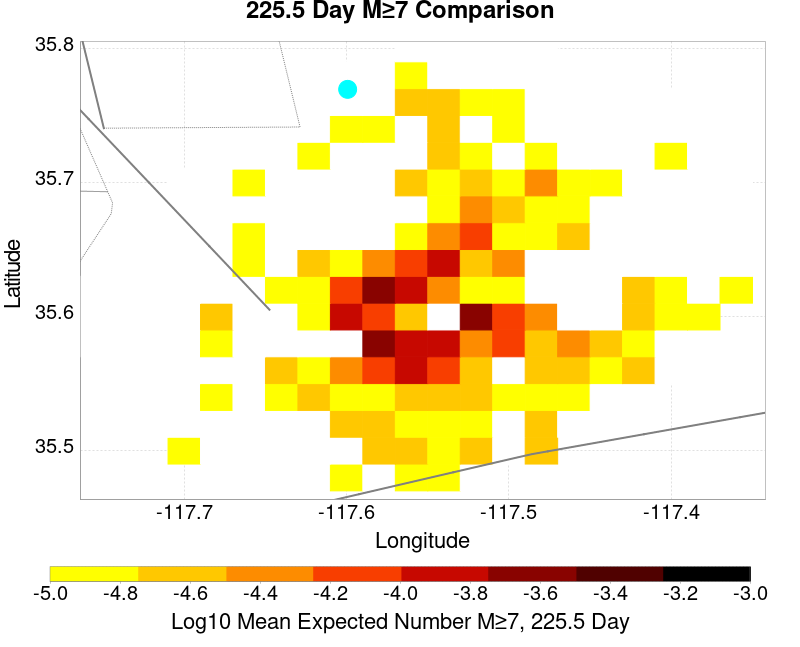 225.5 Day M≥7 Comparison
35.8
35.7
35.6
35.5
Latitude
-117.7 -117.6 -117.5 -117.4
Longitude
-5.0 -4.8 -4.6 -4.4 -4.2 -4.0 -3.8 -3.6 -3.4 -3.2 -3.0
Log10 Mean Expected Number M≥7, 225.5 Day